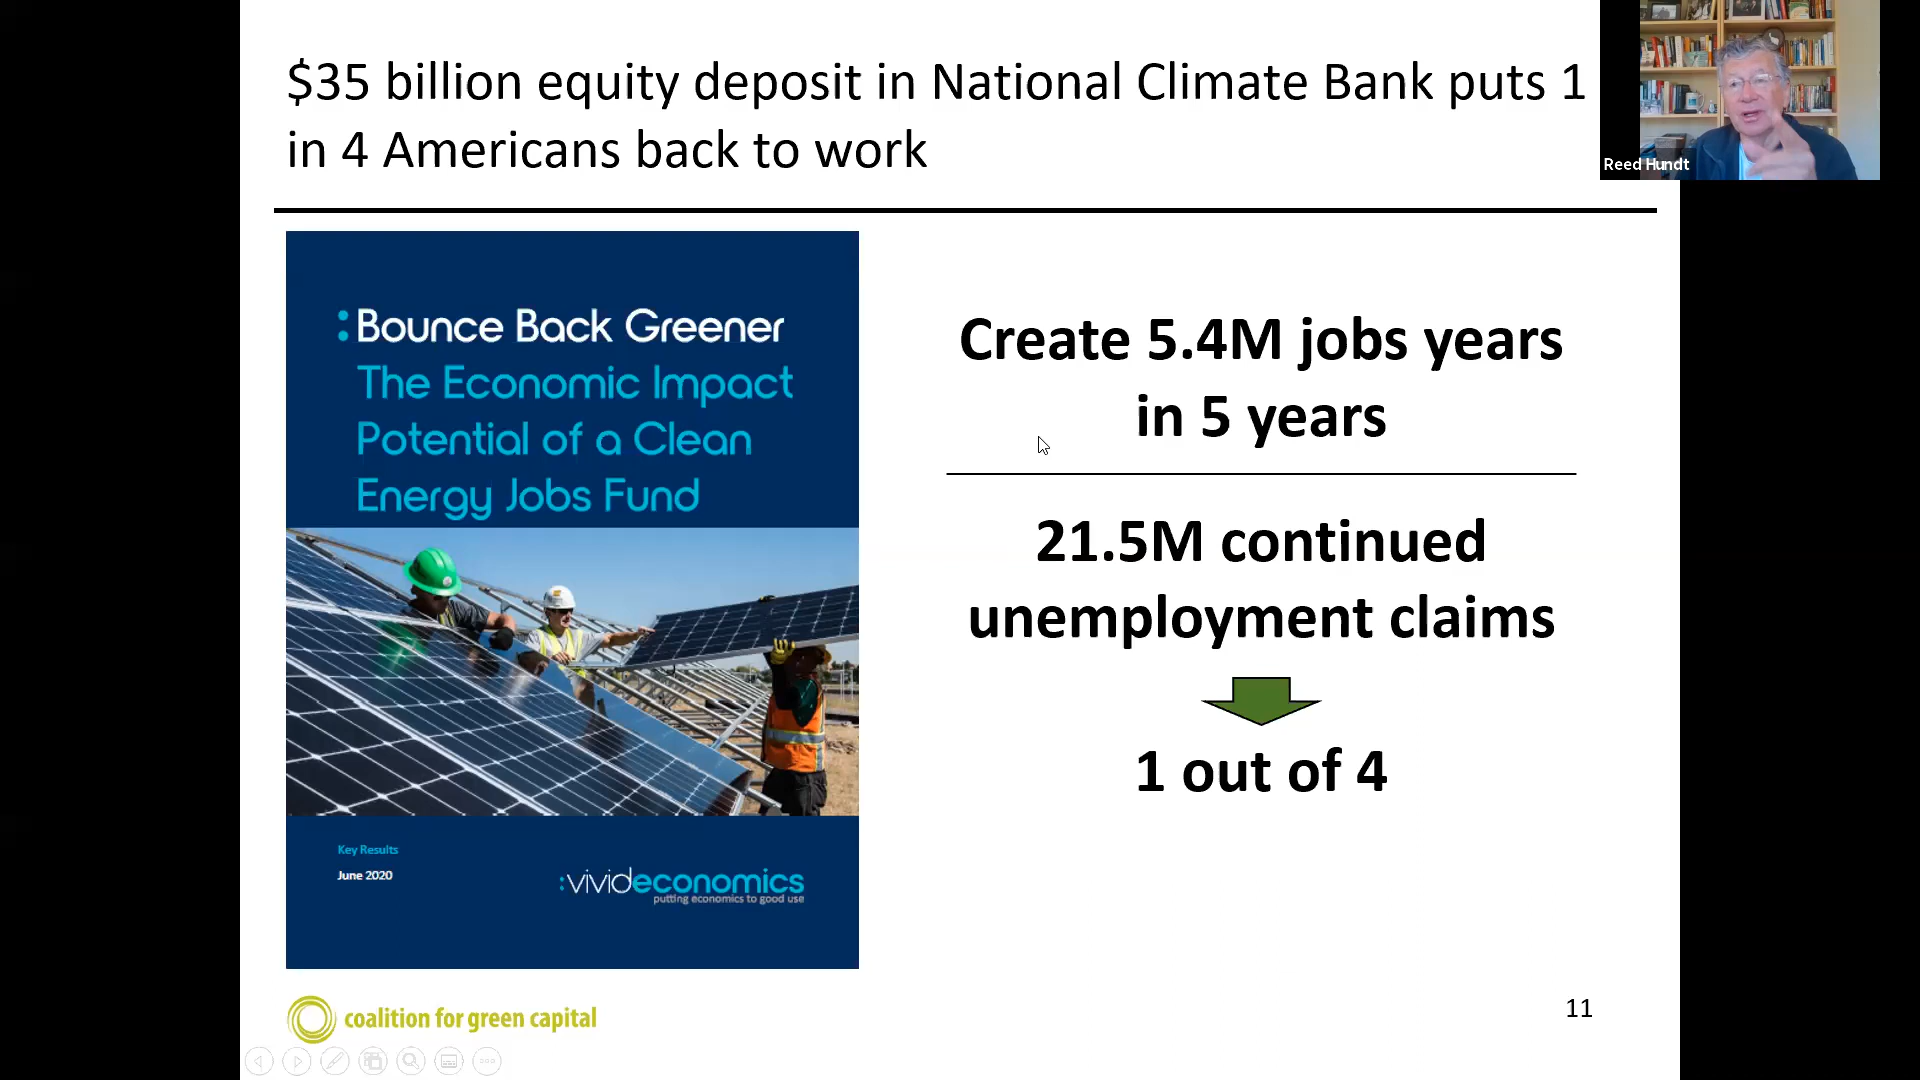 $35 billion equity deposit in National Climate Bank puts 1
in 4 Americans back to work
Reed Hundt
:Bounce Back Greener
The Economic Impact
Potential of a Clean
Energy Jobs Fund
Key Results
June 2020
:vivideconomics
putting economics to good use
Create 5.4M jobs years
in 5 years
21.5M continued
unemployment claims
1 out of 4
coalition for green capital
11